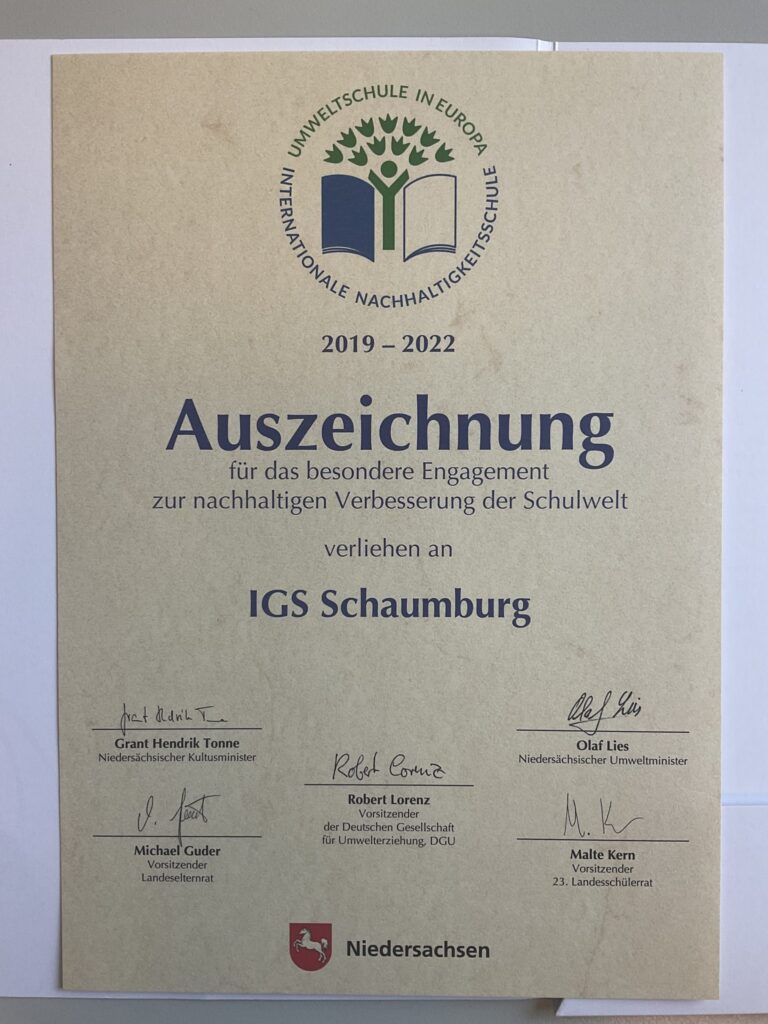 UMWELTSCHULE IN EUROPA
INTERNATIONALE NACHHALTIGKEITSSCHULE
2019 – 2022
Auszeichnung
für das besondere Engagement
zur nachhaltigen Verbesserung der Schulwelt
verliehen an
IGS Schaumburg
Grant Hendrik Tonne
Niedersächsischer Kultusminister
Olaf Lies
Olaf Lies
Niedersächsischer Umweltminister
Robert Lorenz
Robert Lorenz
Vorsitzender
der Deutschen Gesellschaft
für Umwelterziehung, DGU
Michael Guder
Vorsitzender
Landeselternrat
Malte Kern
Vorsitzender
23. Landesschülerrat
Niedersachsen